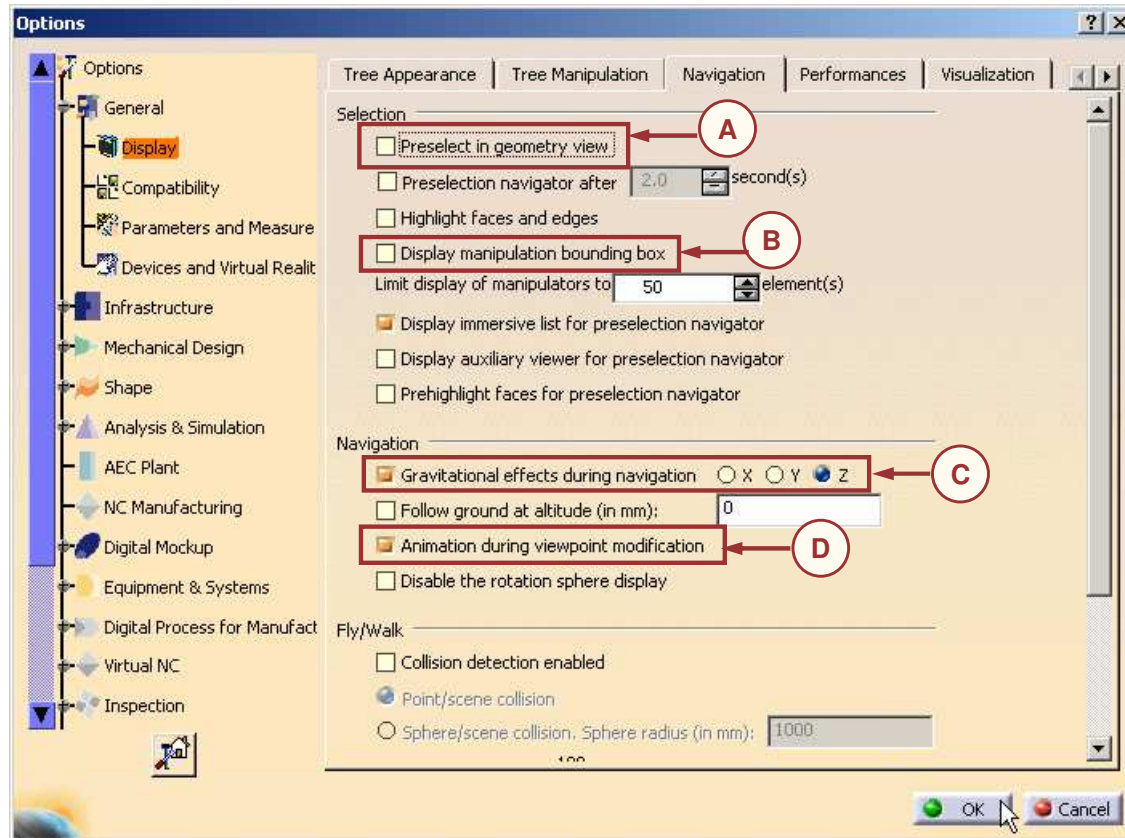 Options
Options
General
Display
Compatibility
Parameters and Measure
Devices and Virtual Realit
Infrastructure
Mechanical Design
Shape
Analysis & Simulation
AEC Plant
NC Manufacturing
Digital Mockup
Equipment & Systems
Digital Process for Manufact
Virtual NC
Inspection
Tree Appearance Tree Manipulation Navigation Performances Visualization
Selection
Preselect in geometry view A
Preselection navigator after 2.0 second(s)
Highlight faces and edges
Display manipulation bounding box B
Limit display of manipulators to 50 element(s)
Display immersive list for preselection navigator
Display auxiliary viewer for preselection navigator
Prehighlight faces for preselection navigator
Navigation
Gravitational effects during navigation X Y Z C
Follow ground at altitude (in mm): 0
Animation during viewpoint modification D
Disable the rotation sphere display
Fly/Walk
Collision detection enabled
Point/scene collision
Sphere/scene collision. Sphere radius (in mm): 1000
OK Cancel